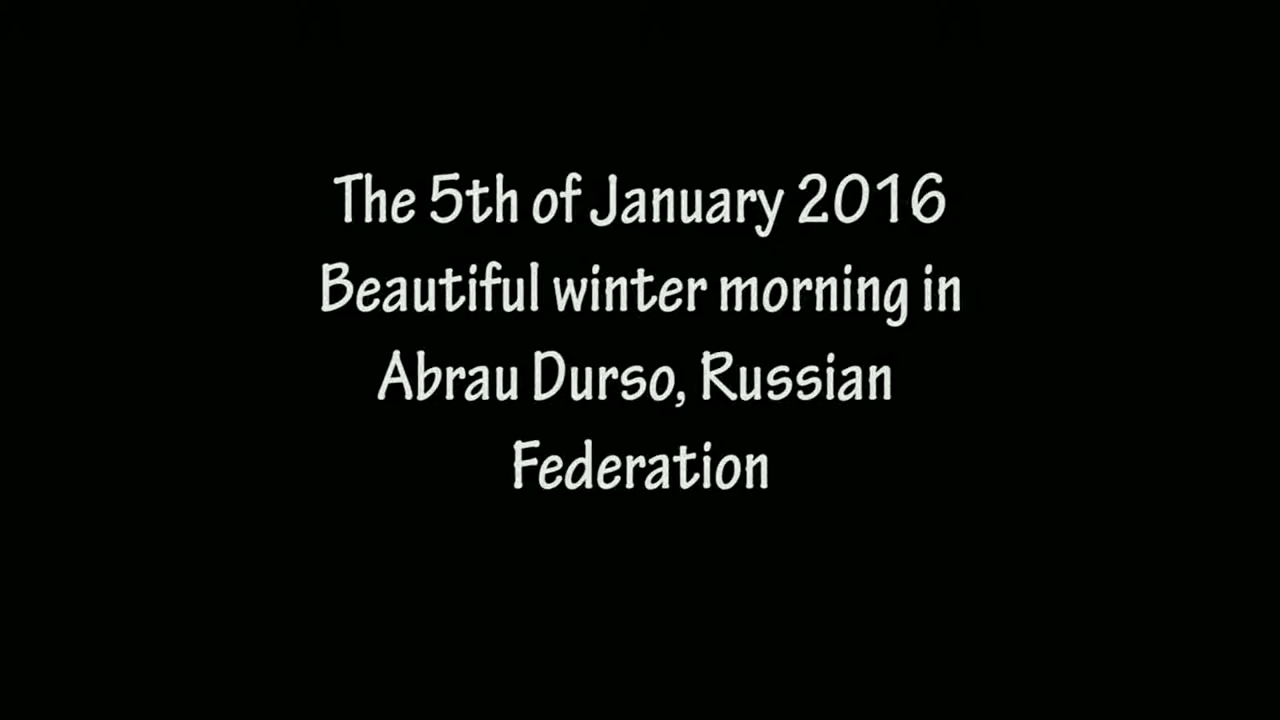 The 5th of January 2016
Beautiful winter morning in
Abrau Durso, Russian
Federation